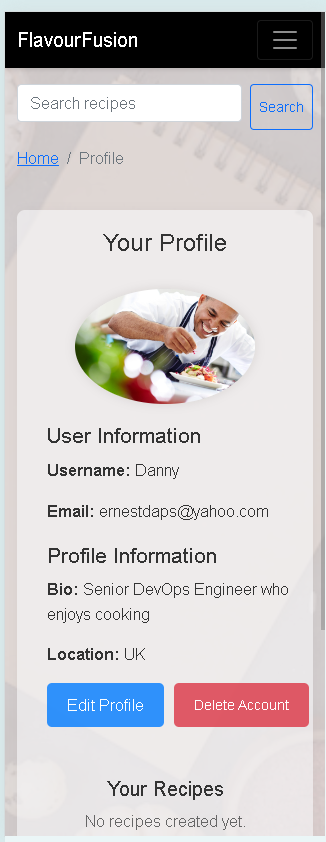 FlavourFusion
Search recipes
Search
Home / Profile
Your Profile
User Information
Username: Danny
Email: ernestdaps@yahoo.com
Profile Information
Bio: Senior DevOps Engineer who
enjoys cooking
Location: UK
Edit Profile
Delete Account
Your Recipes
No recipes created yet.